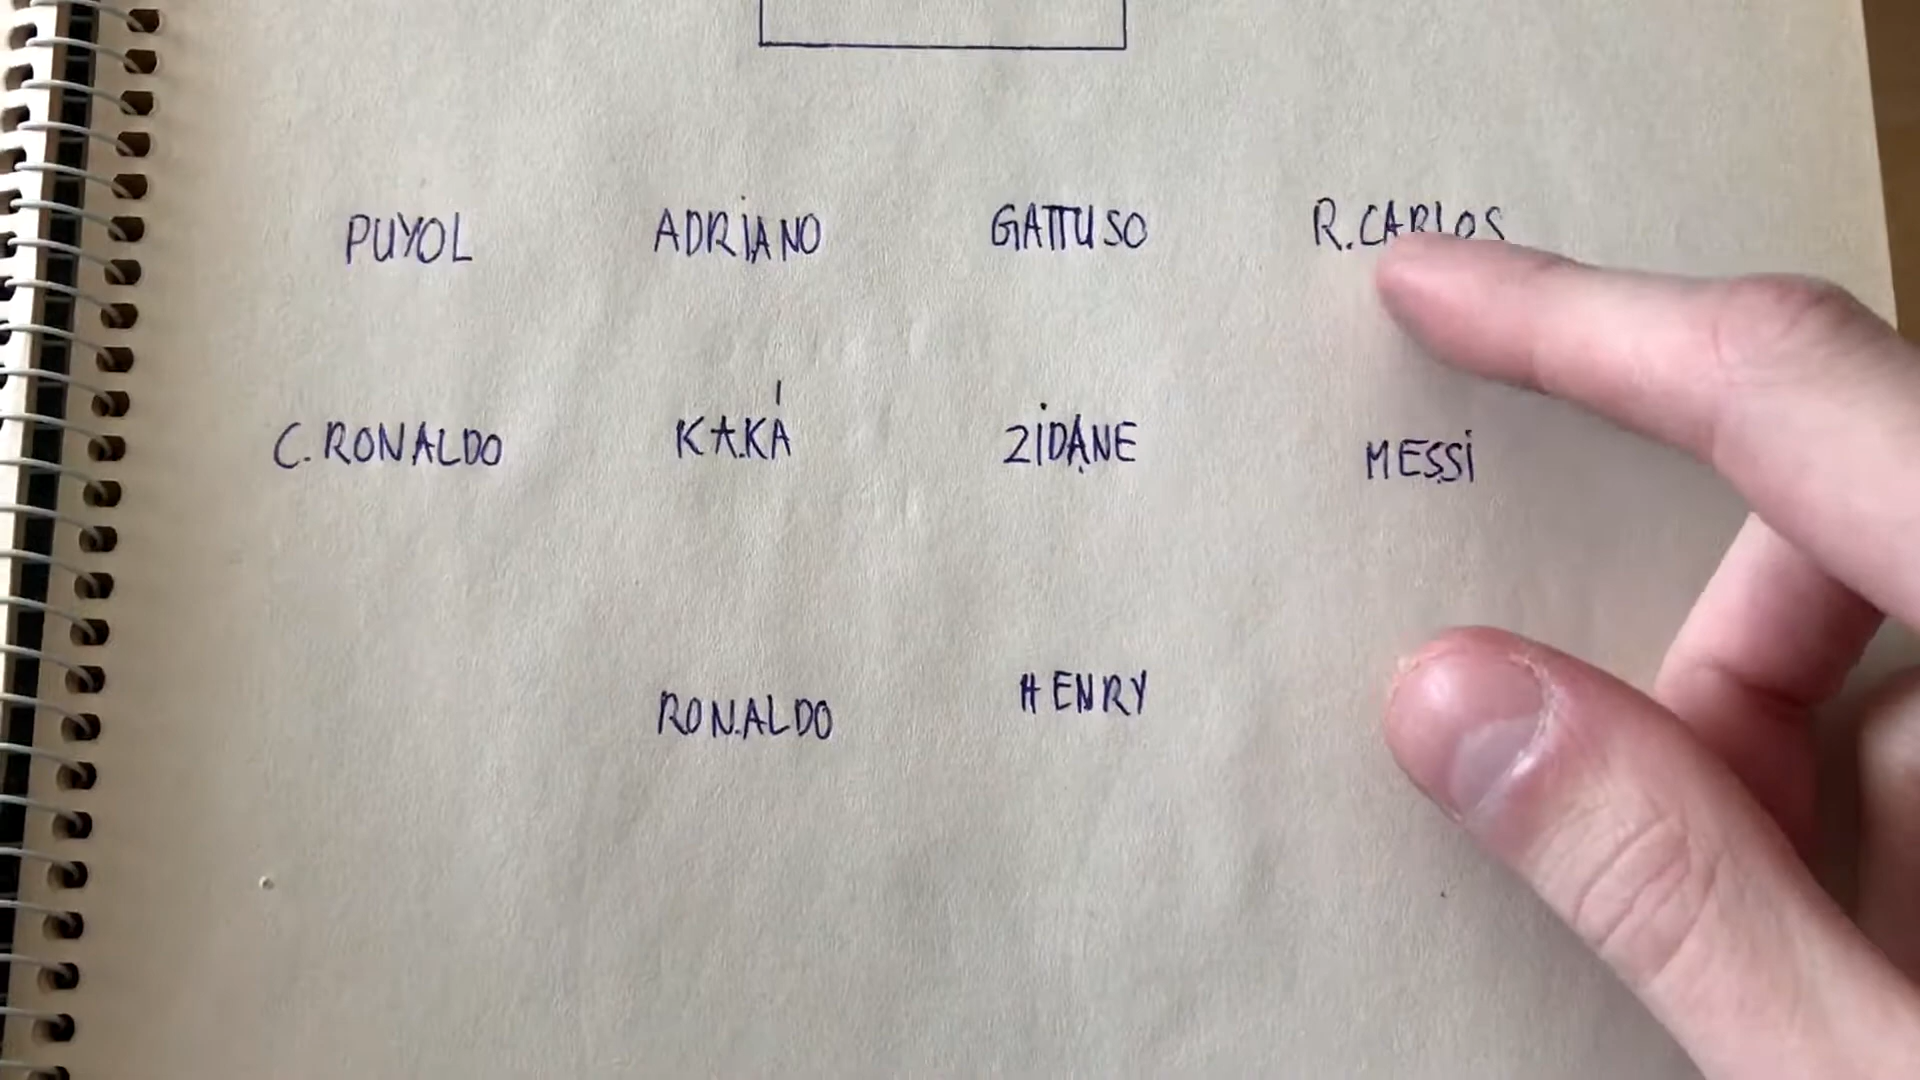 PUYOL ADRIANO GATTUSO R.CARLOS
C.RONALDO KAKÁ ZIDANE MESSI
RONALDO HENRY